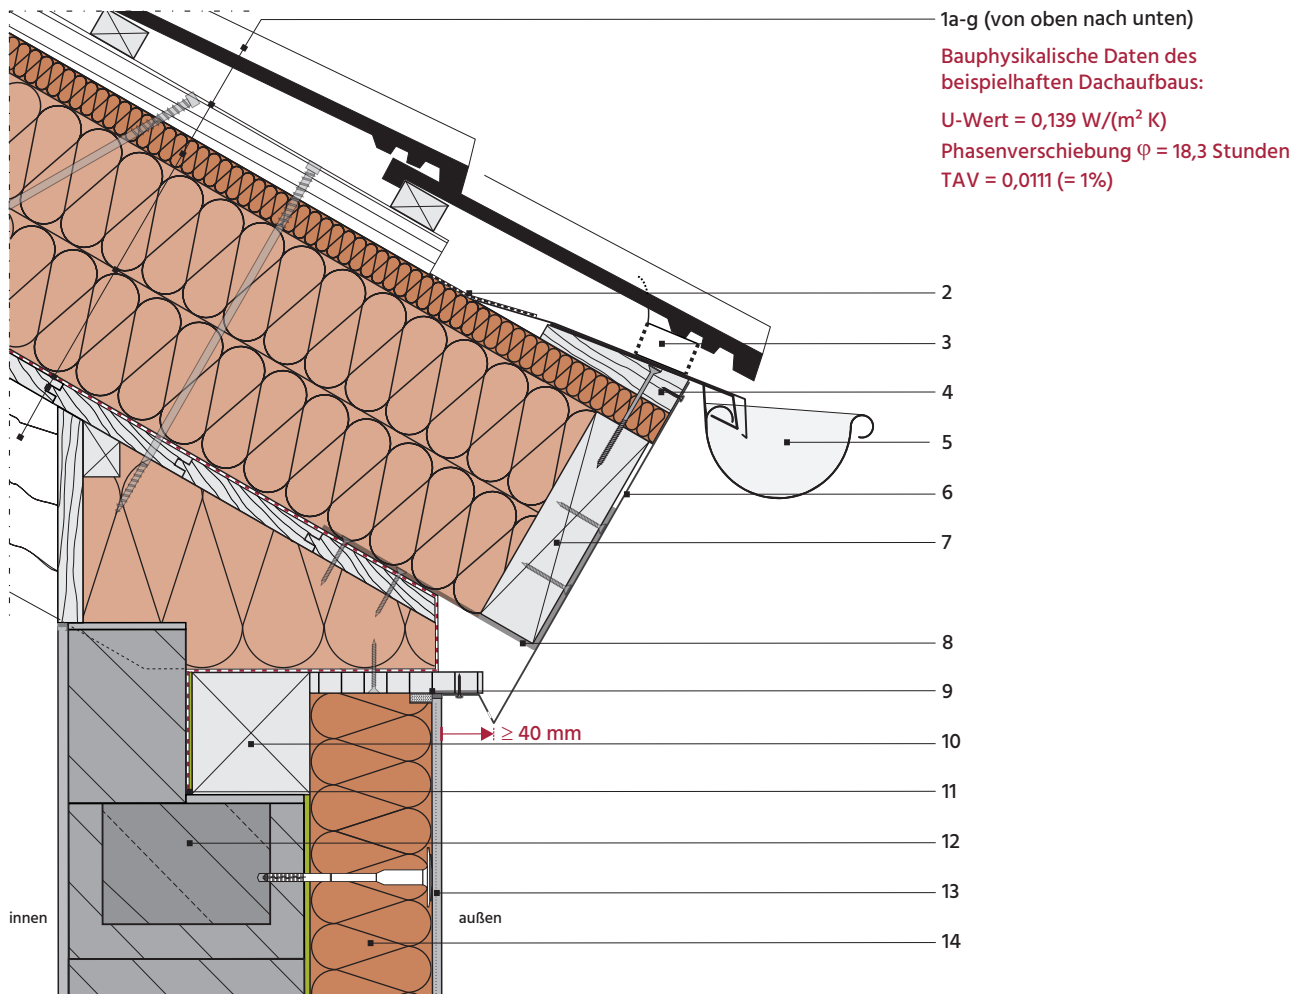 1a-g (von oben nach unten)
Bauphysikalische Daten des
beispielhaften Dachaufbaus:
U-Wert = 0,139 W/(m² K)
Phasenverschiebung φ = 18,3 Stunden
TAV = 0,0111 (= 1%)
2
3
4
5
6
7
8
9
≥ 40 mm
10
11
12
13
innen
außen
14